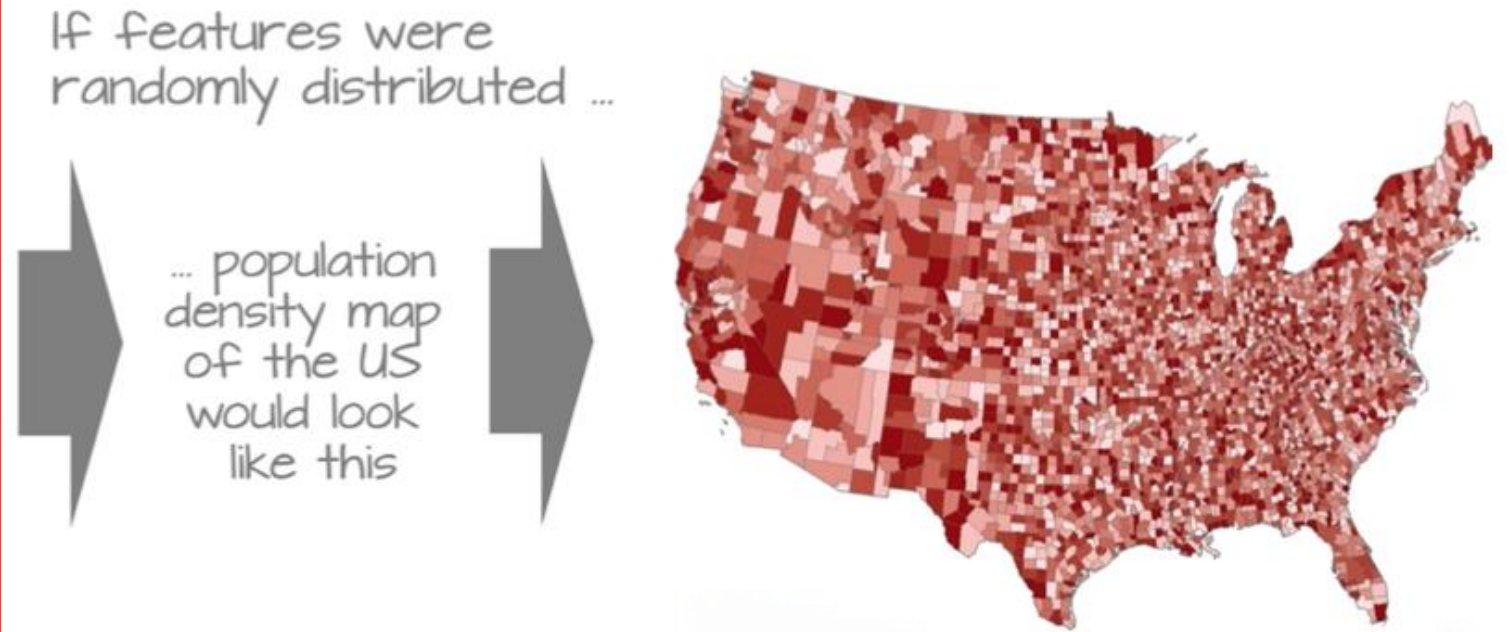 If features were
randomly distributed ...
... population
density map
of the US
would look
like this